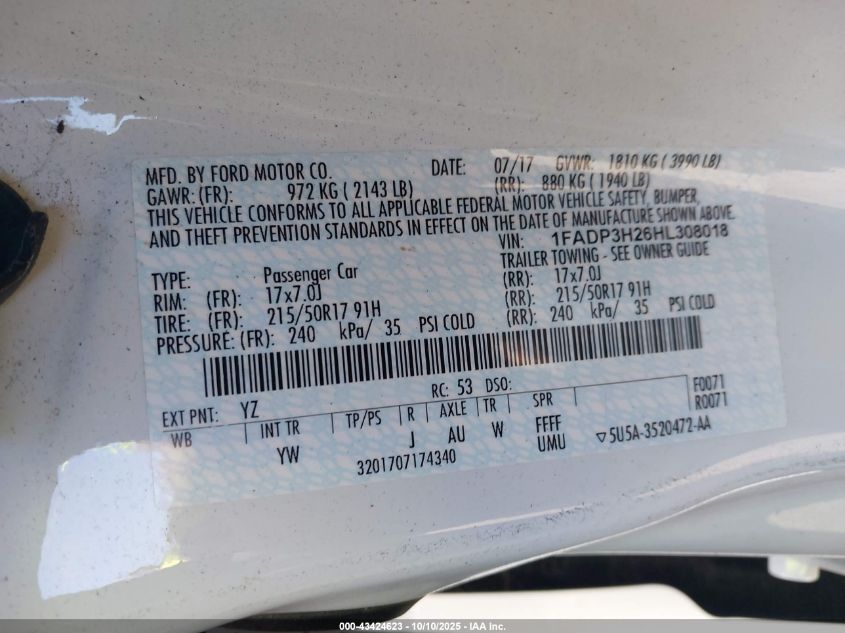 MFD. BY FORD MOTOR CO. DATE: 07/17 GVWR: 1810 KG ( 3990 LB)
GAWR: (FR): 972 KG ( 2143 LB) (RR): 880 KG ( 1940 LB)
THIS VEHICLE CONFORMS TO ALL APPLICABLE FEDERAL MOTOR VEHICLE SAFETY, BUMPER,
AND THEFT PREVENTION STANDARDS IN EFFECT ON THE DATE OF MANUFACTURE SHOWN ABOVE.
VIN: 1FADP3H26HL308018
TRAILER TOWING - SEE OWNER GUIDE
TYPE: Passenger Car
RIM: (FR): 17x7.0J (RR): 17x7.0J
TIRE: (FR): 215/50R17 91H (RR): 215/50R17 91H
PRESSURE: (FR): 240 kPa/ 35 PSI COLD (RR): 240 kPa/ 35 PSI COLD
EXT PNT: YZ RC: 53 DSO: F0071
WB INT TR TP/PS R AXLE TR SPR R0071
YW J AU W FFFF
UMU
3201707174340 ▽5U5A-3520472-AA
000-43424623 - 10/10/2025 - IAA Inc.